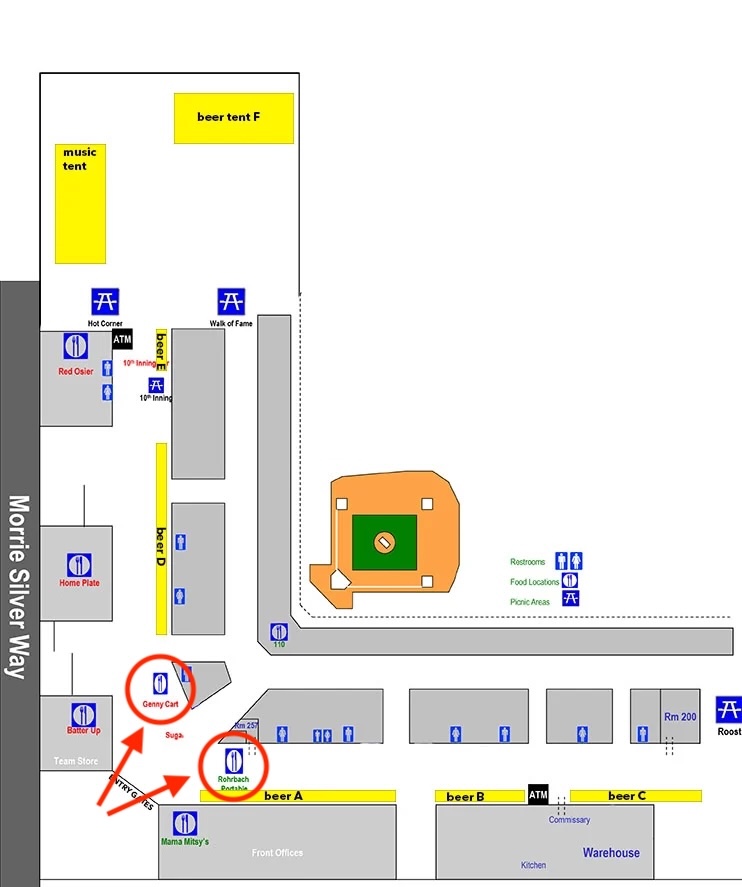 beer tent F
music
tent
Hot Corner
Walk of Fame
ATM
Red Osier
beer E
10th Inning
10th Inning
Morrie Silver Way
beer D
Home Plate
Restrooms
Food Locations
Picnic Areas
110
Genny Cart
Batter Up
Team Store
Rm 257
Rm 200
Roost
Rohrbach
Portable
ENTRY GATES
beer A
beer B
ATM
beer C
Mama Mitsy's
Front Offices
Commissary
Kitchen
Warehouse